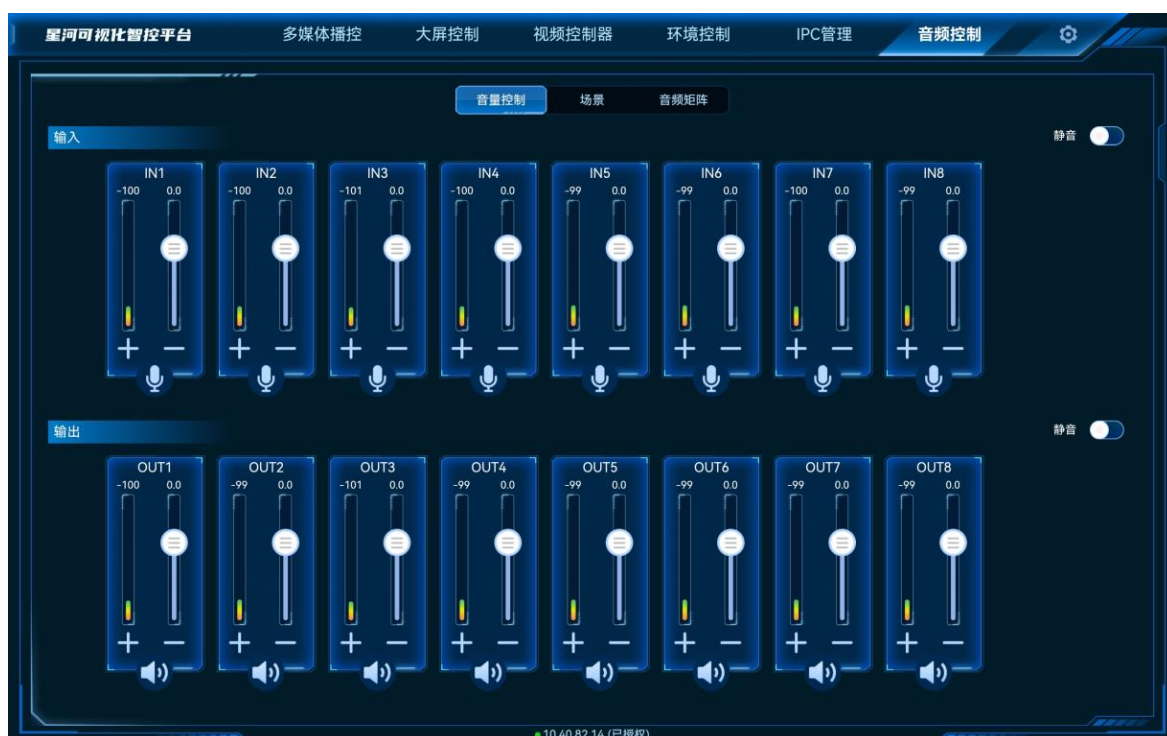 星河可视化智控平台 多媒体播控 大屏控制 视频控制器 环境控制 IPC管理 音频控制
音量控制 场景 音频矩阵
输入 静音
IN1 IN2 IN3 IN4 IN5 IN6 IN7 IN8
-100 0.0 -100 0.0 -101 0.0 -100 0.0 -99 0.0 -99 0.0 -100 0.0 -99 0.0
输出 静音
OUT1 OUT2 OUT3 OUT4 OUT5 OUT6 OUT7 OUT8
-100 0.0 -99 0.0 -101 0.0 -99 0.0 -99 0.0 -99 0.0 -99 0.0 -99 0.0
10.40.82.14 (已授权)